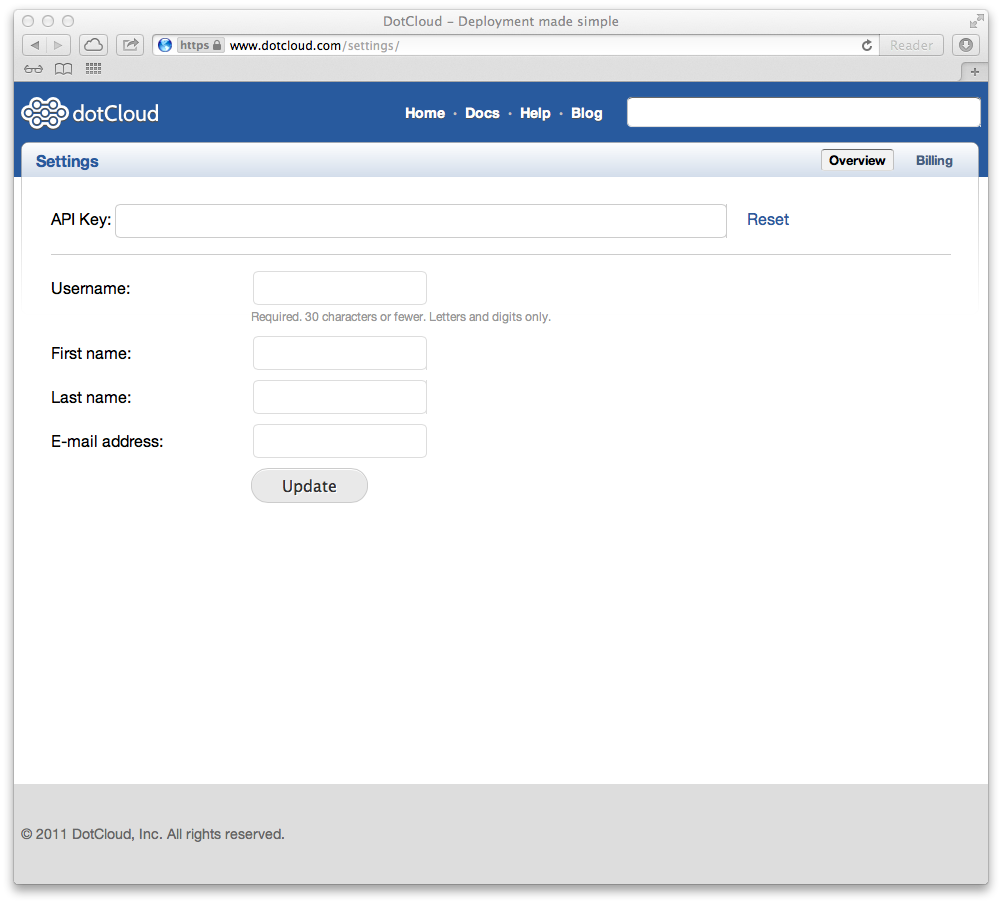 DotCloud – Deployment made simple
https www.dotcloud.com/settings/ Reader
dotCloud Home · Docs · Help · Blog
Settings Overview Billing
API Key: Reset
Username:
Required. 30 characters or fewer. Letters and digits only.
First name:
Last name:
E-mail address:
Update
© 2011 DotCloud, Inc. All rights reserved.